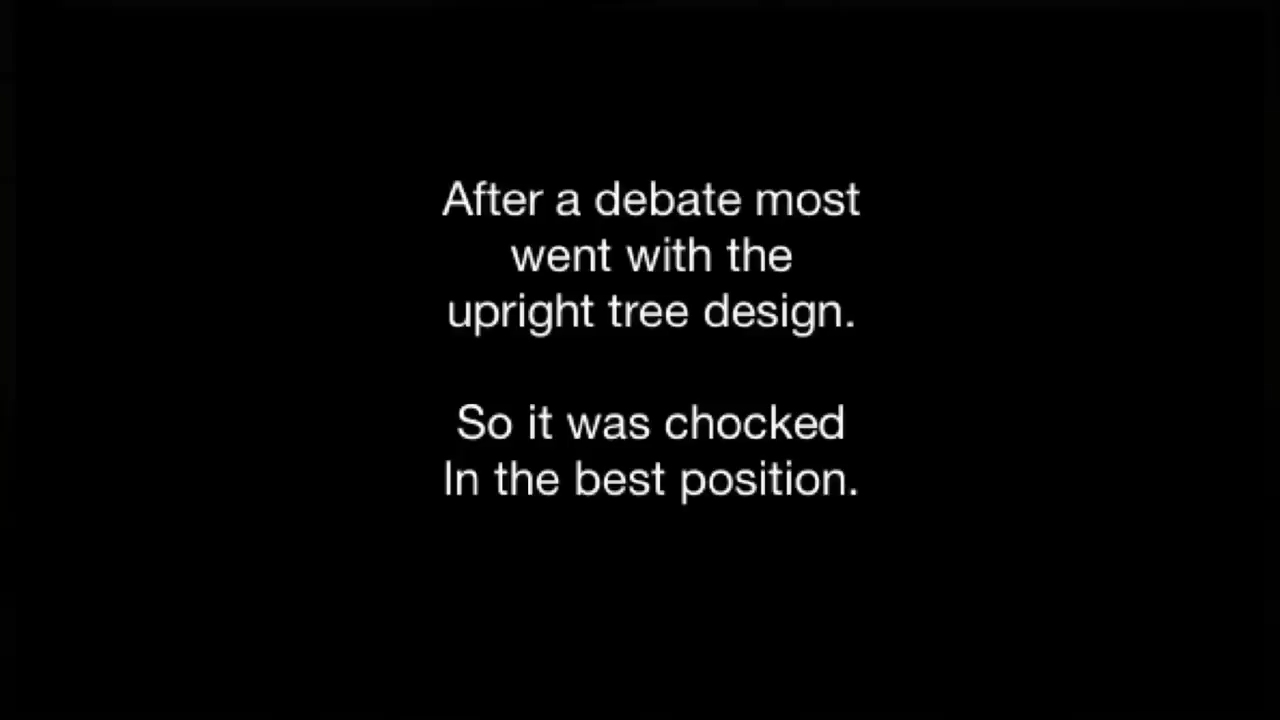 After a debate most
went with the
upright tree design.
So it was chocked
In the best position.